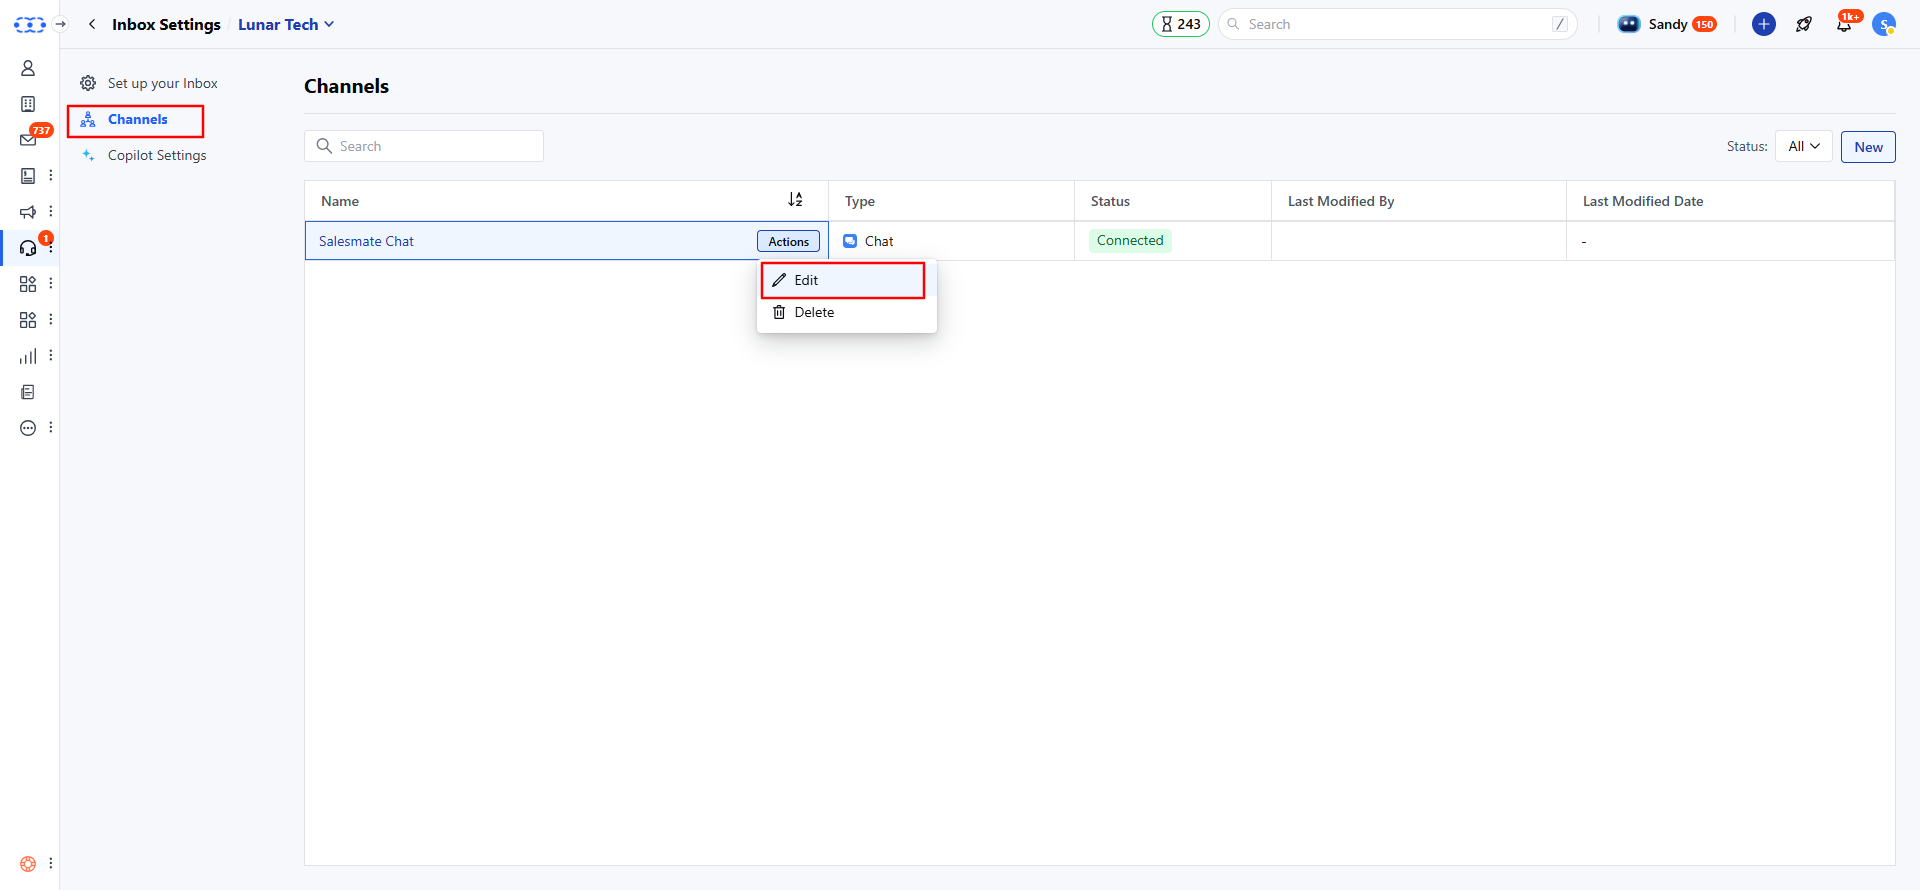 Inbox Settings / Lunar Tech
243
Search /
Sandy 150
1k+
S
737
1
Set up your Inbox
Channels
Copilot Settings
Channels
Search
Status: All
New
Name Type Status Last Modified By Last Modified Date
Salesmate Chat Actions Chat Connected -
Edit
Delete